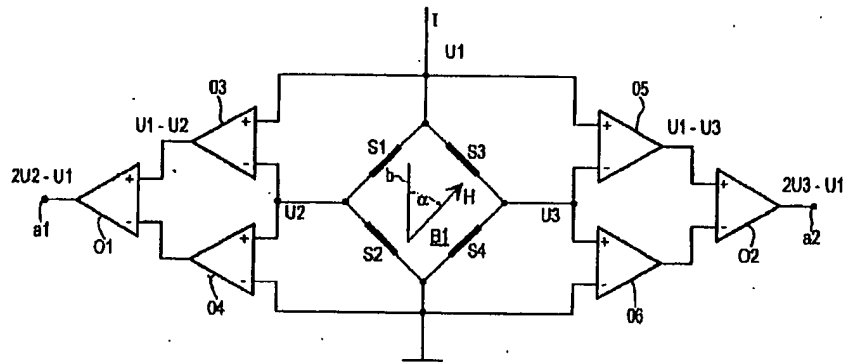 I
U1
03
05
U1 - U2
U1 - U3
S1
S3
2U2 - U1
b
α
H
2U3 - U1
a1
01
U2
B1
U3
02
a2
S2
S4
04
06
+
-
+
-
+
-
+
-
+
-
+
-